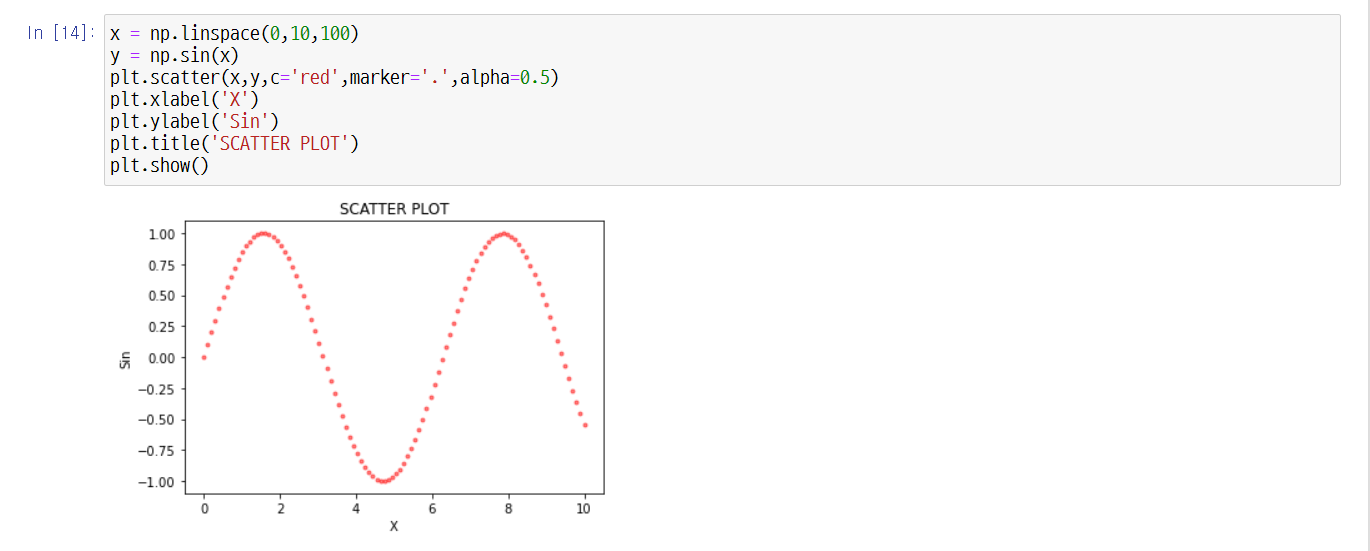 In [14]:
x = np.linspace(0,10,100)
y = np.sin(x)
plt.scatter(x,y,c='red',marker='.',alpha=0.5)
plt.xlabel('X')
plt.ylabel('Sin')
plt.title('SCATTER PLOT')
plt.show()
SCATTER PLOT
1.00
0.75
0.50
0.25
0.00
−0.25
−0.50
−0.75
−1.00
Sin
0 2 4 6 8 10
X